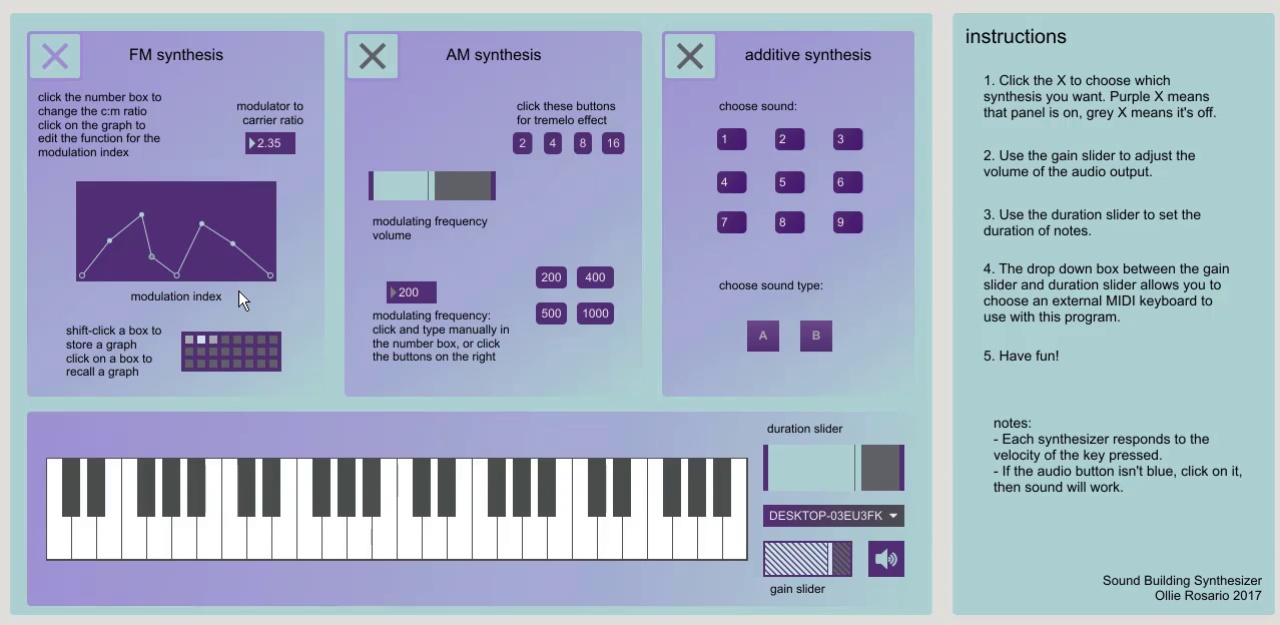 FM synthesis
click the number box to
change the c:m ratio
click on the graph to
edit the function for the
modulation index
modulator to
carrier ratio
2.35
modulation index
shift-click a box to
store a graph
click on a box to
recall a graph
AM synthesis
click these buttons
for tremelo effect
2 4 8 16
modulating frequency
volume
200
modulating frequency:
click and type manually in
the number box, or click
the buttons on the right
200 400
500 1000
additive synthesis
choose sound:
1 2 3
4 5 6
7 8 9
choose sound type:
A B
duration slider
DESKTOP-03EU3FK
gain slider
instructions
1. Click the X to choose which
synthesis you want. Purple X means
that panel is on, grey X means it's off.
2. Use the gain slider to adjust the
volume of the audio output.
3. Use the duration slider to set the
duration of notes.
4. The drop down box between the gain
slider and duration slider allows you to
choose an external MIDI keyboard to
use with this program.
5. Have fun!
notes:
- Each synthesizer responds to the
velocity of the key pressed.
- If the audio button isn't blue, click on it,
then sound will work.
Sound Building Synthesizer
Ollie Rosario 2017